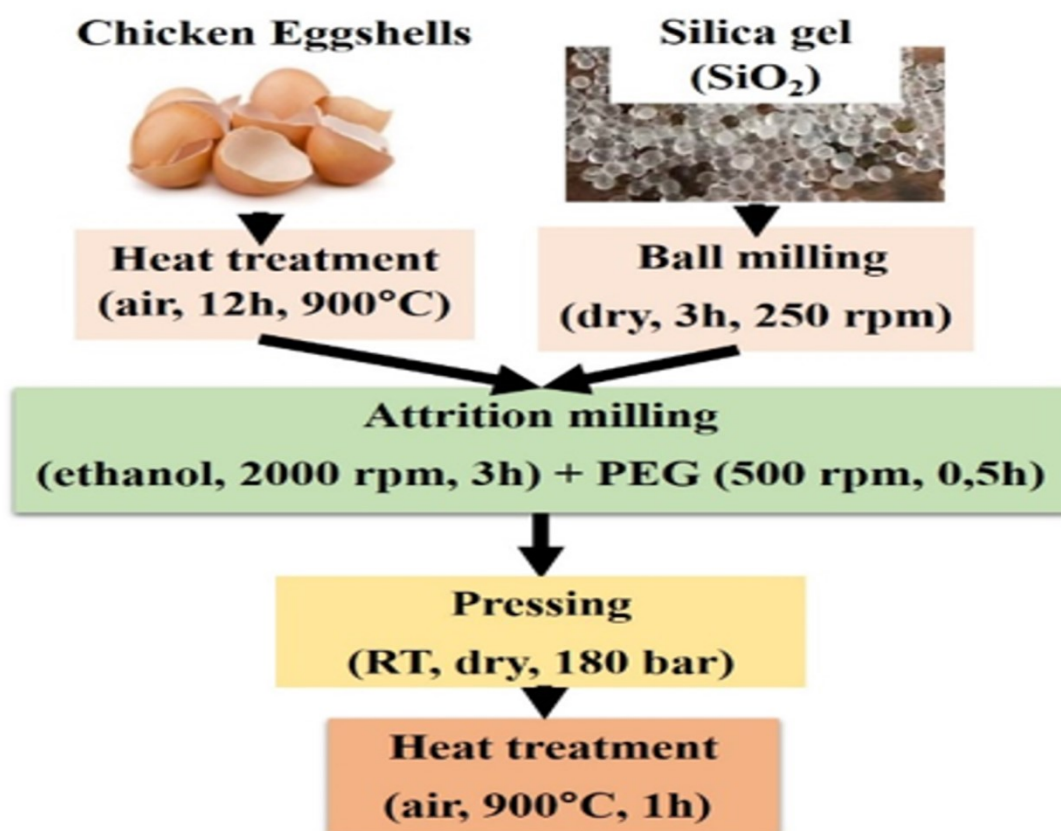 Chicken Eggshells
Silica gel
(SiO₂)
Heat treatment
(air, 12h, 900°C)
Ball milling
(dry, 3h, 250 rpm)
Attrition milling
(ethanol, 2000 rpm, 3h) + PEG (500 rpm, 0,5h)
Pressing
(RT, dry, 180 bar)
Heat treatment
(air, 900°C, 1h)